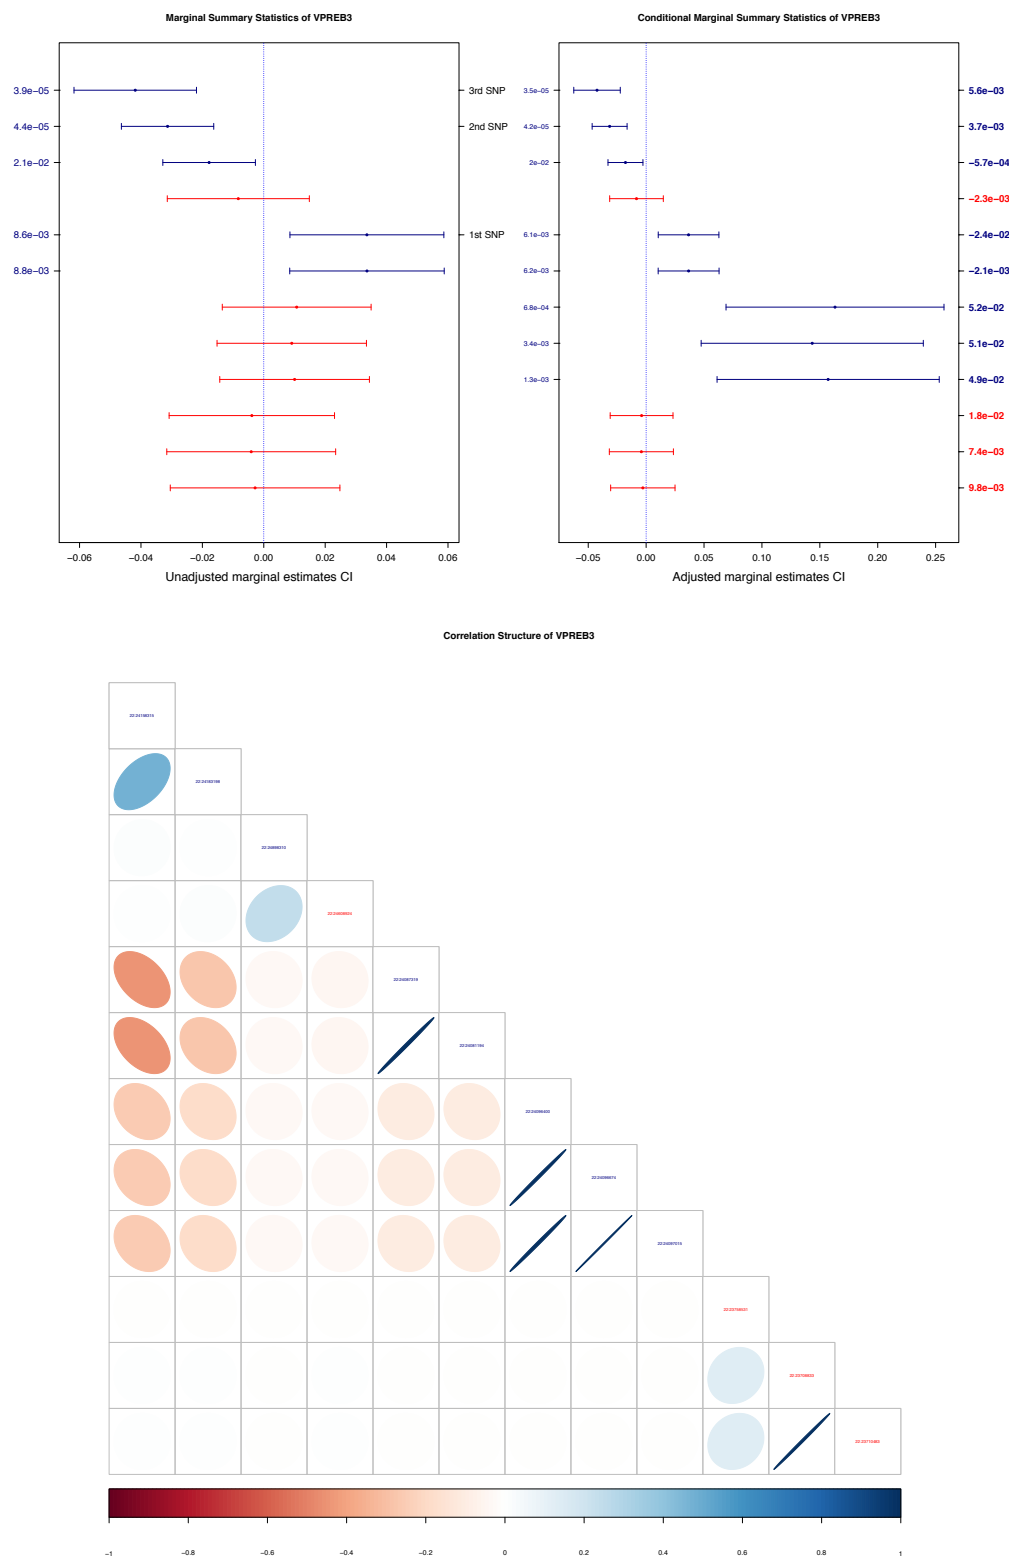 Marginal Summary Statistics of VPREB3
3.9e−05
4.4e−05
2.1e−02
8.6e−03
8.8e−03
3rd SNP
2nd SNP
1st SNP
−0.06 −0.04 −0.02 0.00 0.02 0.04 0.06
Unadjusted marginal estimates CI
Conditional Marginal Summary Statistics of VPREB3
3.5e−05
4.2e−05
2e−02
6.1e−03
6.2e−03
6.8e−04
3.4e−03
1.3e−03
5.6e−03
3.7e−03
−5.7e−04
−2.3e−03
−2.4e−02
−2.1e−03
5.2e−02
5.1e−02
4.9e−02
1.8e−02
7.4e−03
9.8e−03
−0.05 0.00 0.05 0.10 0.15 0.20 0.25
Adjusted marginal estimates CI
Correlation Structure of VPREB3
−1 −0.8 −0.6 −0.4 −0.2 0 0.2 0.4 0.6 0.8 1